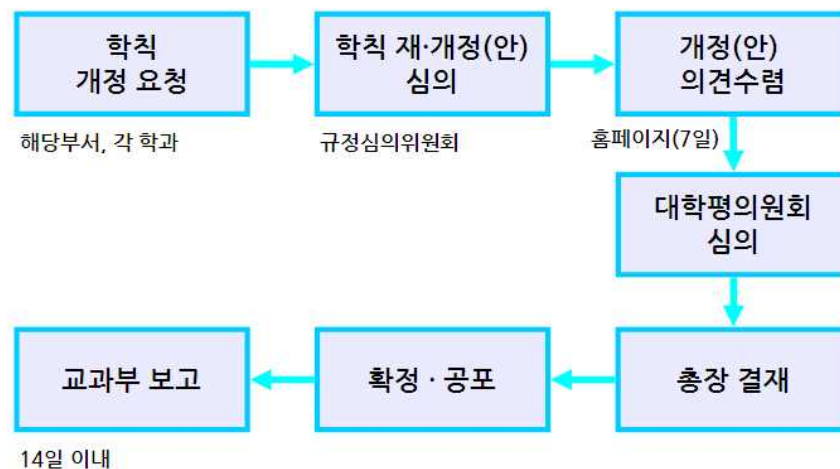 학칙
개정 요청
학칙 재·개정(안)
심의
개정(안)
의견수렴
해당부서, 각 학과
규정심의위원회
홈페이지(7일)
대학평의원회
심의
총장 결재
확정 · 공포
교과부 보고
14일 이내